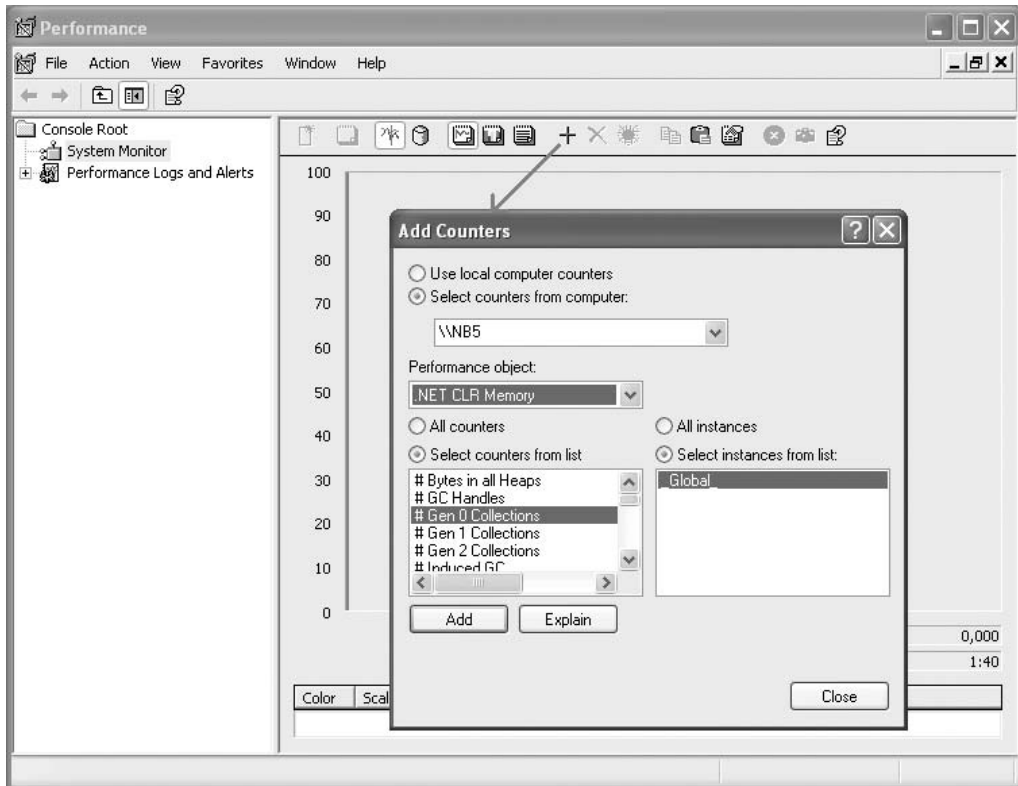 Performance
File Action View Favorites Window Help
Console Root
System Monitor
Performance Logs and Alerts
100
90
80
70
60
50
40
30
20
10
0
Add Counters
Use local computer counters
Select counters from computer:
\\NB5
Performance object:
.NET CLR Memory
All counters
All instances
Select counters from list
Select instances from list:
# Bytes in all Heaps
# GC Handles
# Gen 0 Collections
# Gen 1 Collections
# Gen 2 Collections
# Induced GC
_Global_
Add
Explain
Close
0,000
1:40
Color
Scal